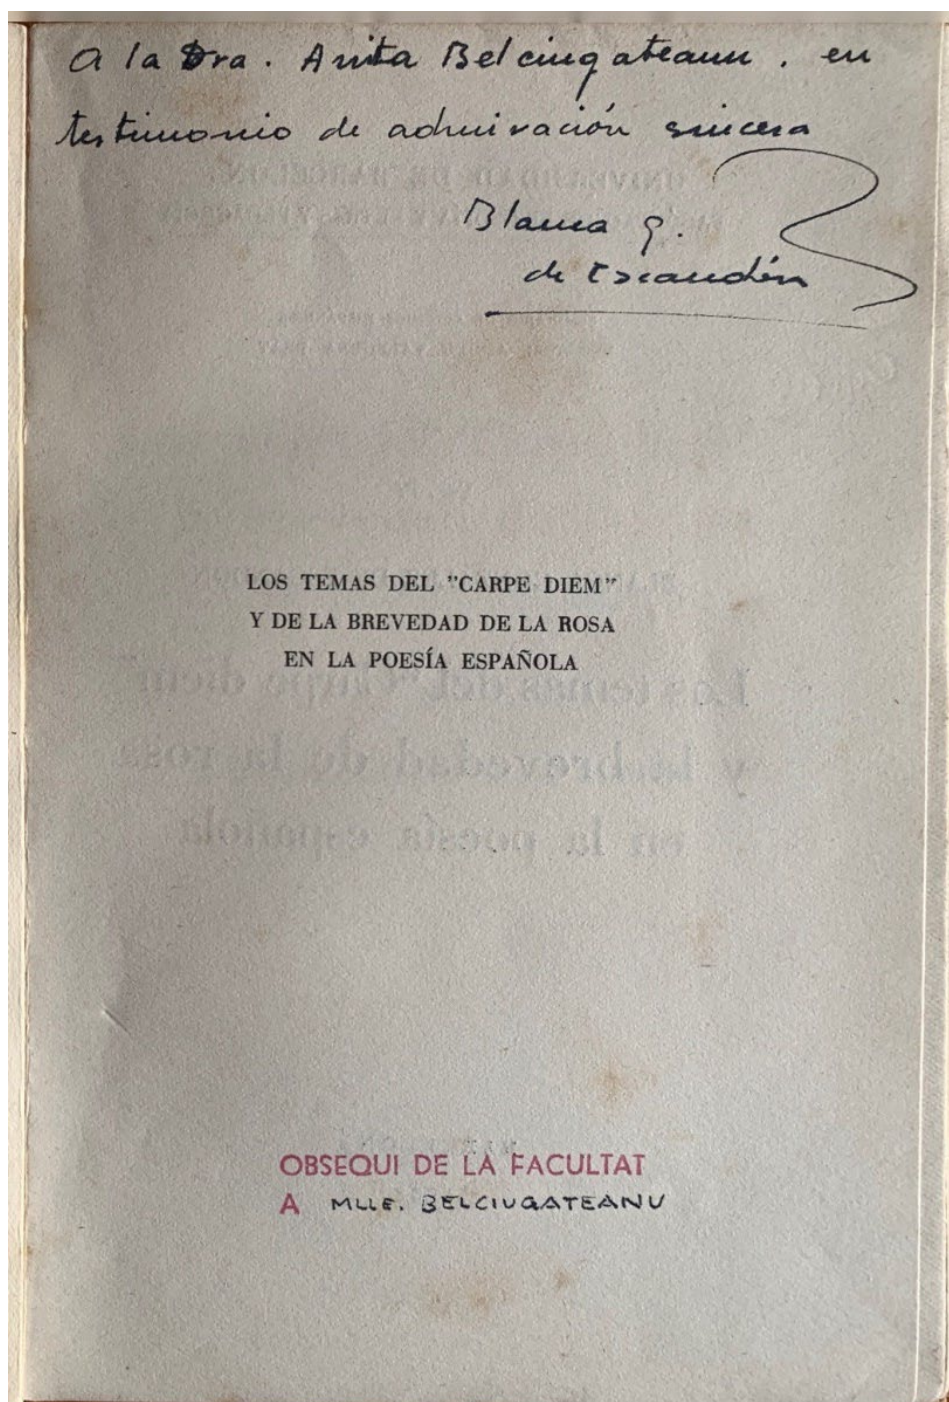 A la Dra. Anita Belciugateanu. en
testimonio de admiración sincera
Blanca G.
de Escandón
LOS TEMAS DEL "CARPE DIEM"
Y DE LA BREVEDAD DE LA ROSA
EN LA POESÍA ESPAÑOLA
OBSEQUI DE LA FACULTAT
A MLLE. BELCIUGATEANU